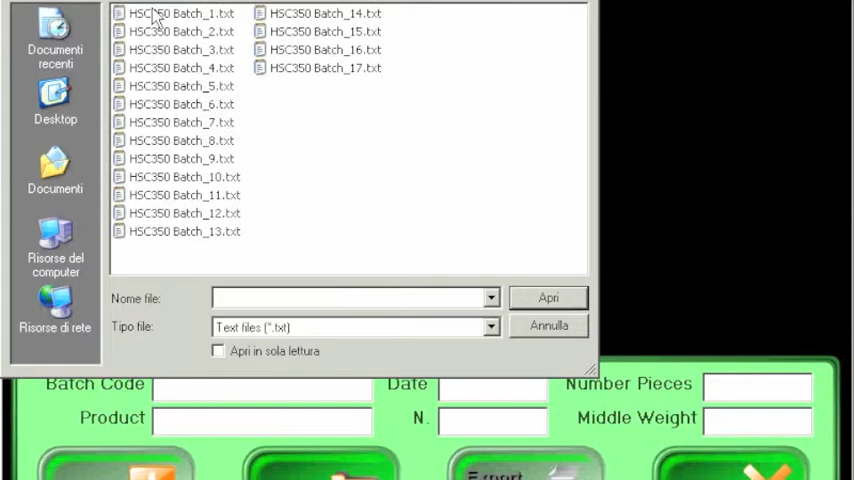 HSC350 Batch_1.txt
HSC350 Batch_2.txt
HSC350 Batch_3.txt
HSC350 Batch_4.txt
HSC350 Batch_5.txt
HSC350 Batch_6.txt
HSC350 Batch_7.txt
HSC350 Batch_8.txt
HSC350 Batch_9.txt
HSC350 Batch_10.txt
HSC350 Batch_11.txt
HSC350 Batch_12.txt
HSC350 Batch_13.txt
HSC350 Batch_14.txt
HSC350 Batch_15.txt
HSC350 Batch_16.txt
HSC350 Batch_17.txt
Documenti
recenti
Desktop
Documenti
Risorse del
computer
Risorse di rete
Nome file:
Apri
Tipo file:
Text files (*.txt)
Annulla
Apri in sola lettura
Batch Code
Date
Number Pieces
Product
N.
Middle Weight
Export